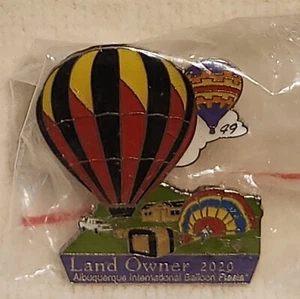 49
Land Owner 2020
Albuquerque International Balloon Fiesta